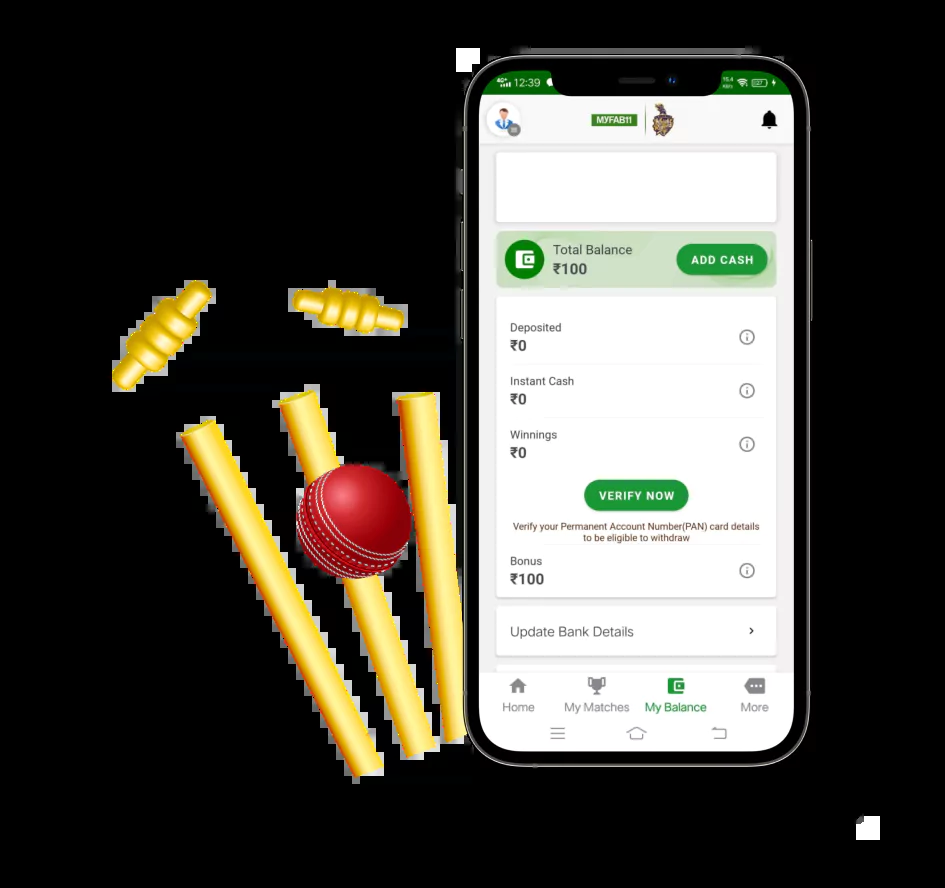 4G+ 12:39
MYFAB11
Total Balance
₹100
ADD CASH
Deposited
₹0
Instant Cash
₹0
Winnings
₹0
VERIFY NOW
Verify your Permanent Account Number(PAN) card details
to be eligible to withdraw
Bonus
₹100
Update Bank Details
Home My Matches My Balance More